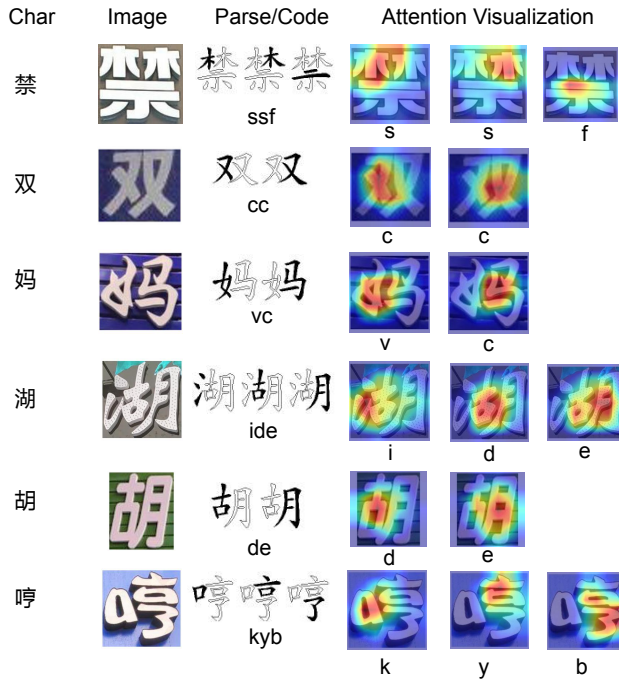 Char Image Parse/Code Attention Visualization
禁 禁 禁禁禁
ssf s s f
双 双 双双
cc c c
妈 妈 妈妈
vc v c
湖 湖 湖湖湖
ide i d e
胡 胡 胡胡
de d e
哼 哼 哼哼哼
kyb k y b